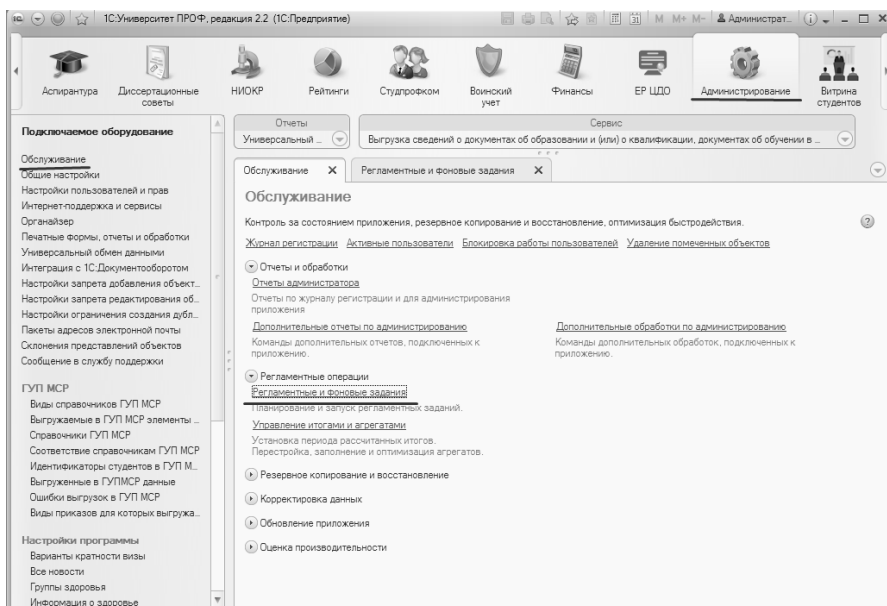 1С:Университет ПРОФ, редакция 2.2 (1С:Предприятие)
M M+ M- Администрат...
Аспирантура
Диссертационные советы
НИОКР
Рейтинги
Студпрофком
Воинский учет
Финансы
ЕР ЦДО
Администрирование
Витрина студентов
Подключаемое оборудование
Обслуживание
Общие настройки
Настройки пользователей и прав
Интернет-поддержка и сервисы
Органайзер
Печатные формы, отчеты и обработки
Универсальный обмен данными
Интеграция с 1С:Документооборотом
Настройки запрета добавления объект...
Настройки запрета редактирования об...
Настройки ограничения создания дубл...
Пакеты адресов электронной почты
Склонения представлений объектов
Сообщение в службу поддержки
ГУП МСР
Виды справочников ГУП МСР
Выгружаемые в ГУП МСР элементы ...
Справочники ГУП МСР
Соответствие справочникам ГУП МСР
Идентификаторы студентов в ГУП М...
Выгруженные в ГУПМСР данные
Ошибки выгрузок в ГУП МСР
Виды приказов для которых выгружа...
Настройки программы
Варианты кратности визы
Все новости
Группы здоровья
Информация о здоровье
Отчеты
Универсальный ...
Сервис
Выгрузка сведений о документах об образовании и (или) о квалификации, документах об обучении в ...
Обслуживание
Регламентные и фоновые задания
Обслуживание
Контроль за состоянием приложения, резервное копирование и восстановление, оптимизация быстродействия.
Журнал регистрации Активные пользователи Блокировка работы пользователей Удаление помеченных объектов
Отчеты и обработки
Отчеты администратора
Отчеты по журналу регистрации и для администрирования
приложения
Дополнительные отчеты по администрированию
Команды дополнительных отчетов, подключенных к
приложению.
Дополнительные обработки по администрированию
Команды дополнительных обработок, подключенных к
приложению.
Регламентные операции
Регламентные и фоновые задания
Планирование и запуск регламентных заданий.
Управление итогами и агрегатами
Установка периода рассчитанных итогов.
Перестройка, заполнение и оптимизация агрегатов.
Резервное копирование и восстановление
Корректировка данных
Обновление приложения
Оценка производительности